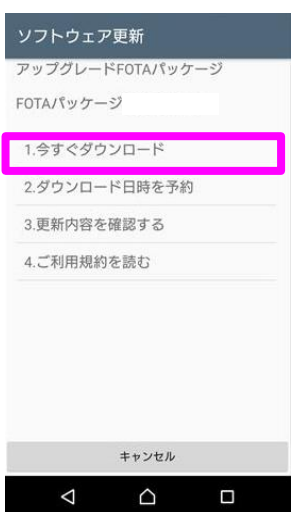 ソフトウェア更新
アップグレードFOTAパッケージ
FOTAパッケージ
1.今すぐダウンロード
2.ダウンロード日時を予約
3.更新内容を確認する
4.ご利用規約を読む
キャンセル